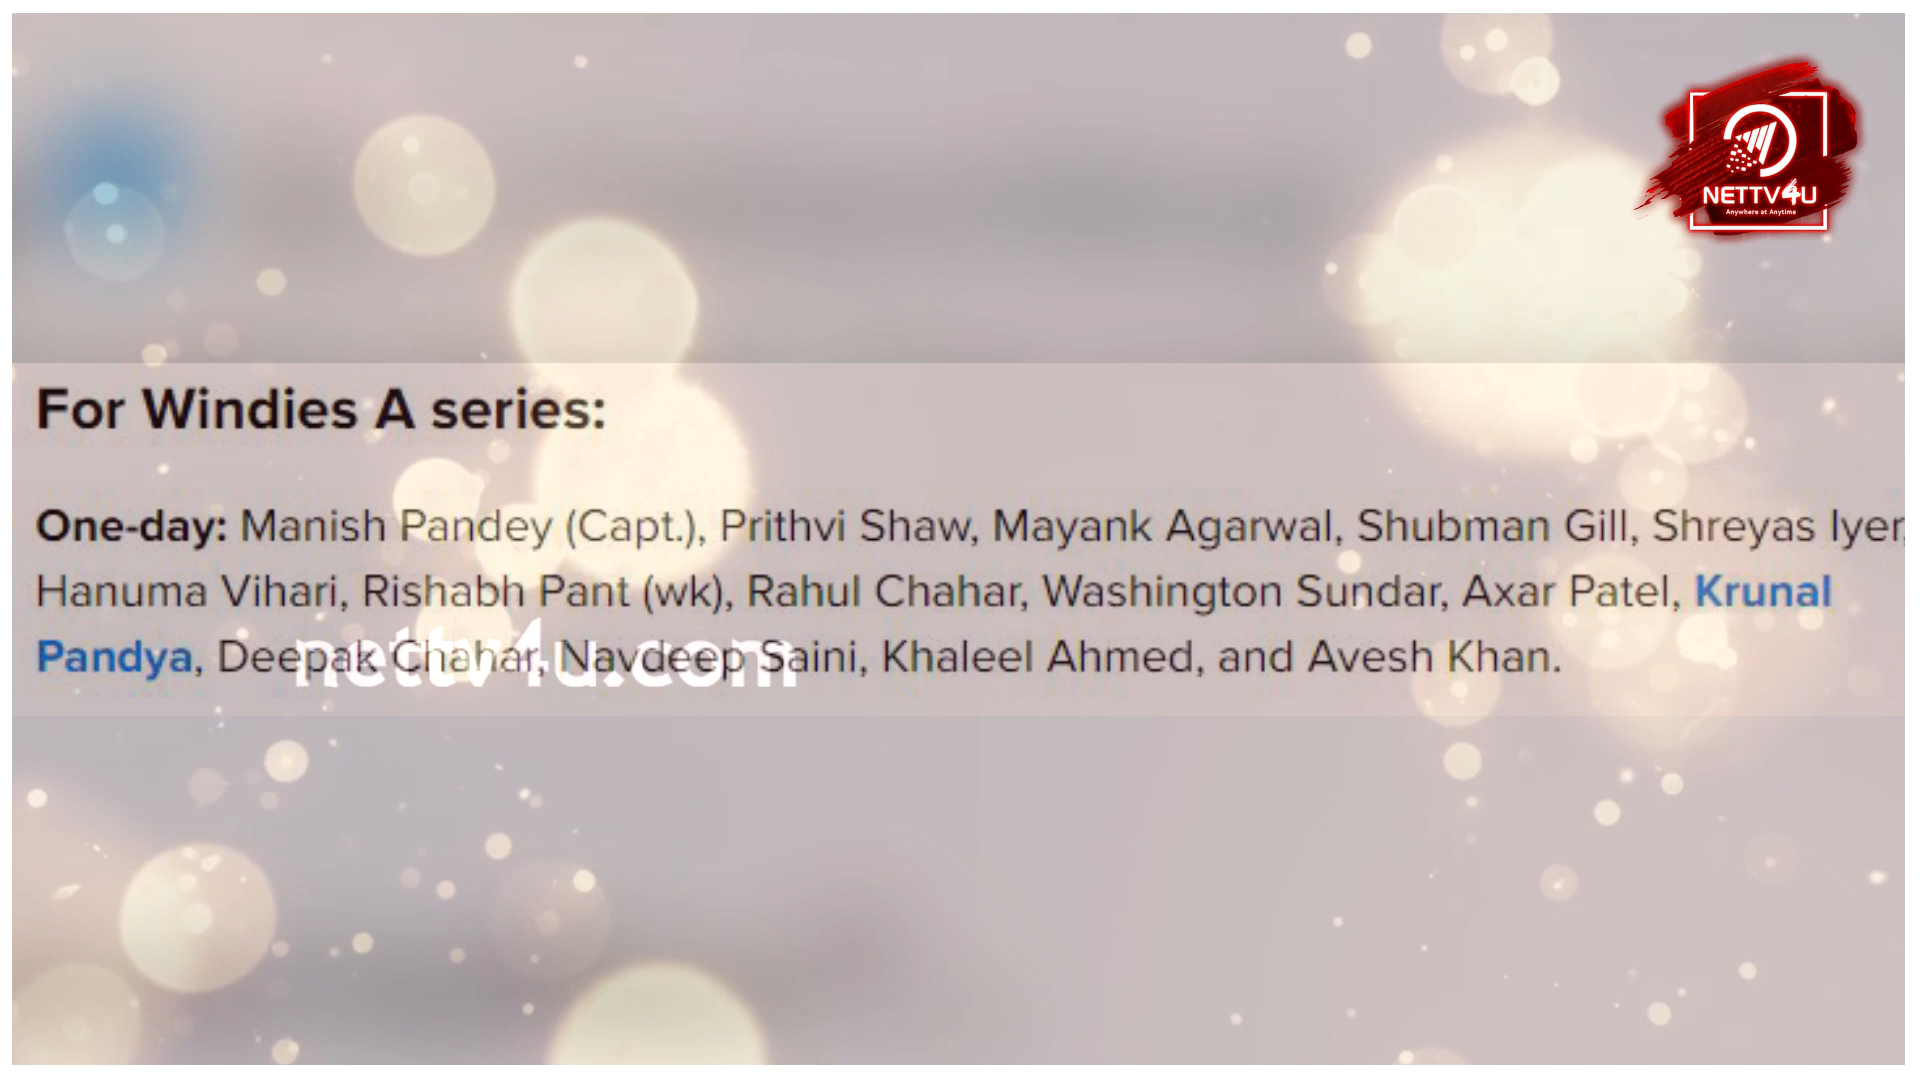 NETTV4U
Anywhere at Anytime
For Windies A series:
One-day: Manish Pandey (Capt.), Prithvi Shaw, Mayank Agarwal, Shubman Gill, Shreyas Iyer,
Hanuma Vihari, Rishabh Pant (wk), Rahul Chahar, Washington Sundar, Axar Patel, Krunal
Pandya, Deepak Chahar, Navdeep Saini, Khaleel Ahmed, and Avesh Khan.
nettv4u.com